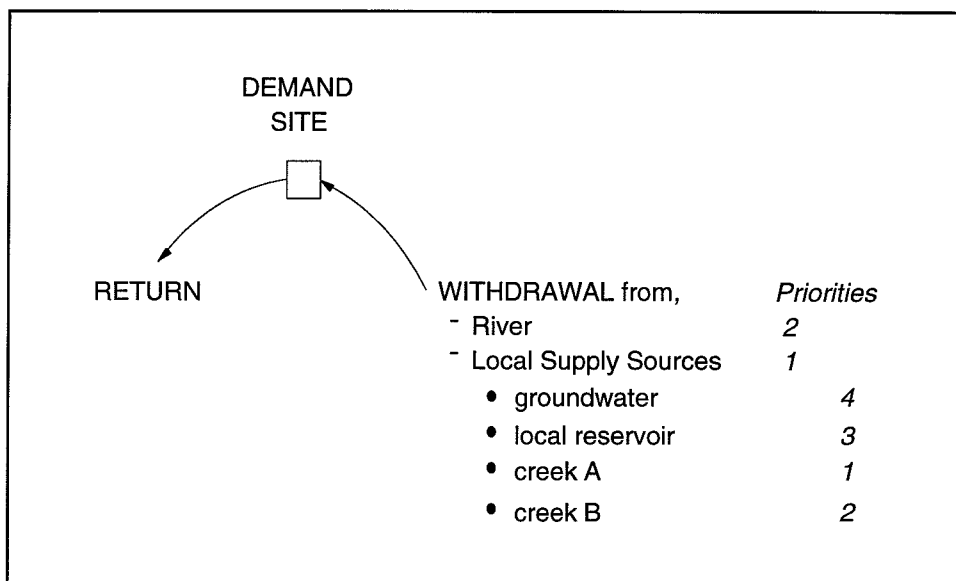 DEMAND
SITE
RETURN
WITHDRAWAL from, Priorities
- River 2
- Local Supply Sources 1
• groundwater 4
• local reservoir 3
• creek A 1
• creek B 2